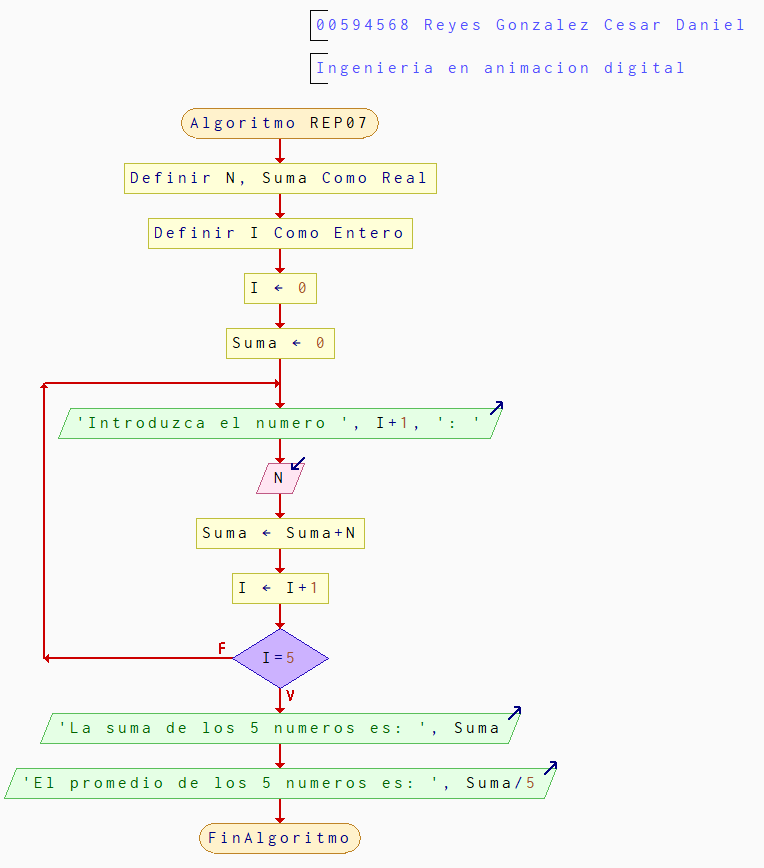 00594568 Reyes Gonzalez Cesar Daniel
Ingenieria en animacion digital
Algoritmo REP07
Definir N, Suma Como Real
Definir I Como Entero
I ← 0
Suma ← 0
'Introduzca el numero ', I+1, ': '
N
Suma ← Suma+N
I ← I+1
F
I=5
V
'La suma de los 5 numeros es: ', Suma
'El promedio de los 5 numeros es: ', Suma/5
FinAlgoritmo